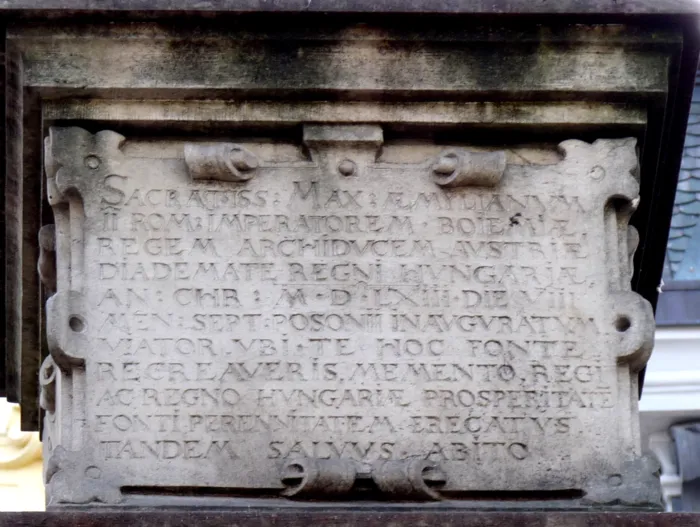 SACRATISS: MAX: ÆMYLIANVM
II ROM: IMPERATOREM · BOIEMIÆ,
REGEM ARCHIDVCEM AVSTRIÆ
DIADEMATE REGNI HVNGARIÆ,
AN: CHR: M · D · LXIII · DIE VIII
MEN: SEPT: POSONII INAVGVRATVM
VIATOR, VBI · TE HOC FONTE
RECREAVERIS, MEMENTO, REGI
AC REGNO HVNGARIÆ PROSPERITATĒ
FONTI PERENNITATEM EREGATVS
TANDEM SALVVS ABITO